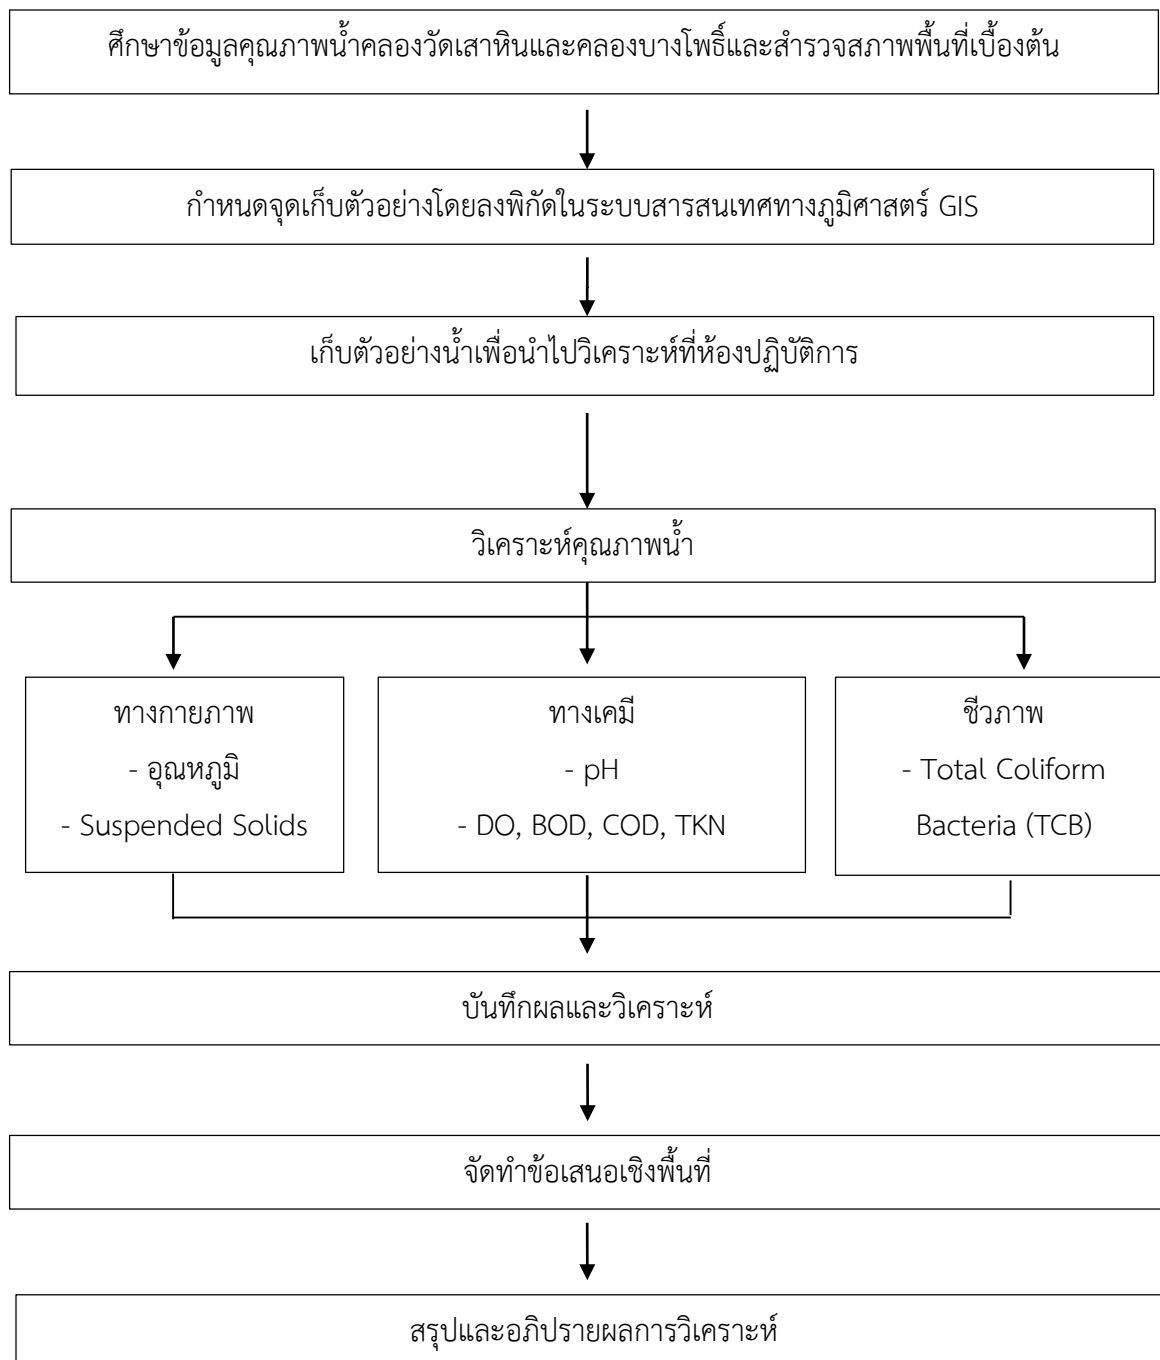 ศึกษาข้อมูลคุณภาพน้ำคลองวัดเสาหินและคลองบางโพธิ์และสำรวจสภาพพื้นที่เบื้องต้น
กำหนดจุดเก็บตัวอย่างโดยลงพิกัดในระบบสารสนเทศทางภูมิศาสตร์ GIS
เก็บตัวอย่างน้ำเพื่อนำไปวิเคราะห์ที่ห้องปฏิบัติการ
วิเคราะห์คุณภาพน้ำ
ทางกายภาพ
- อุณหภูมิ
- Suspended Solids
ทางเคมี
- pH
- DO, BOD, COD, TKN
ชีวภาพ
- Total Coliform
Bacteria (TCB)
บันทึกผลและวิเคราะห์
จัดทำข้อเสนอเชิงพื้นที่
สรุปและอภิปรายผลการวิเคราะห์